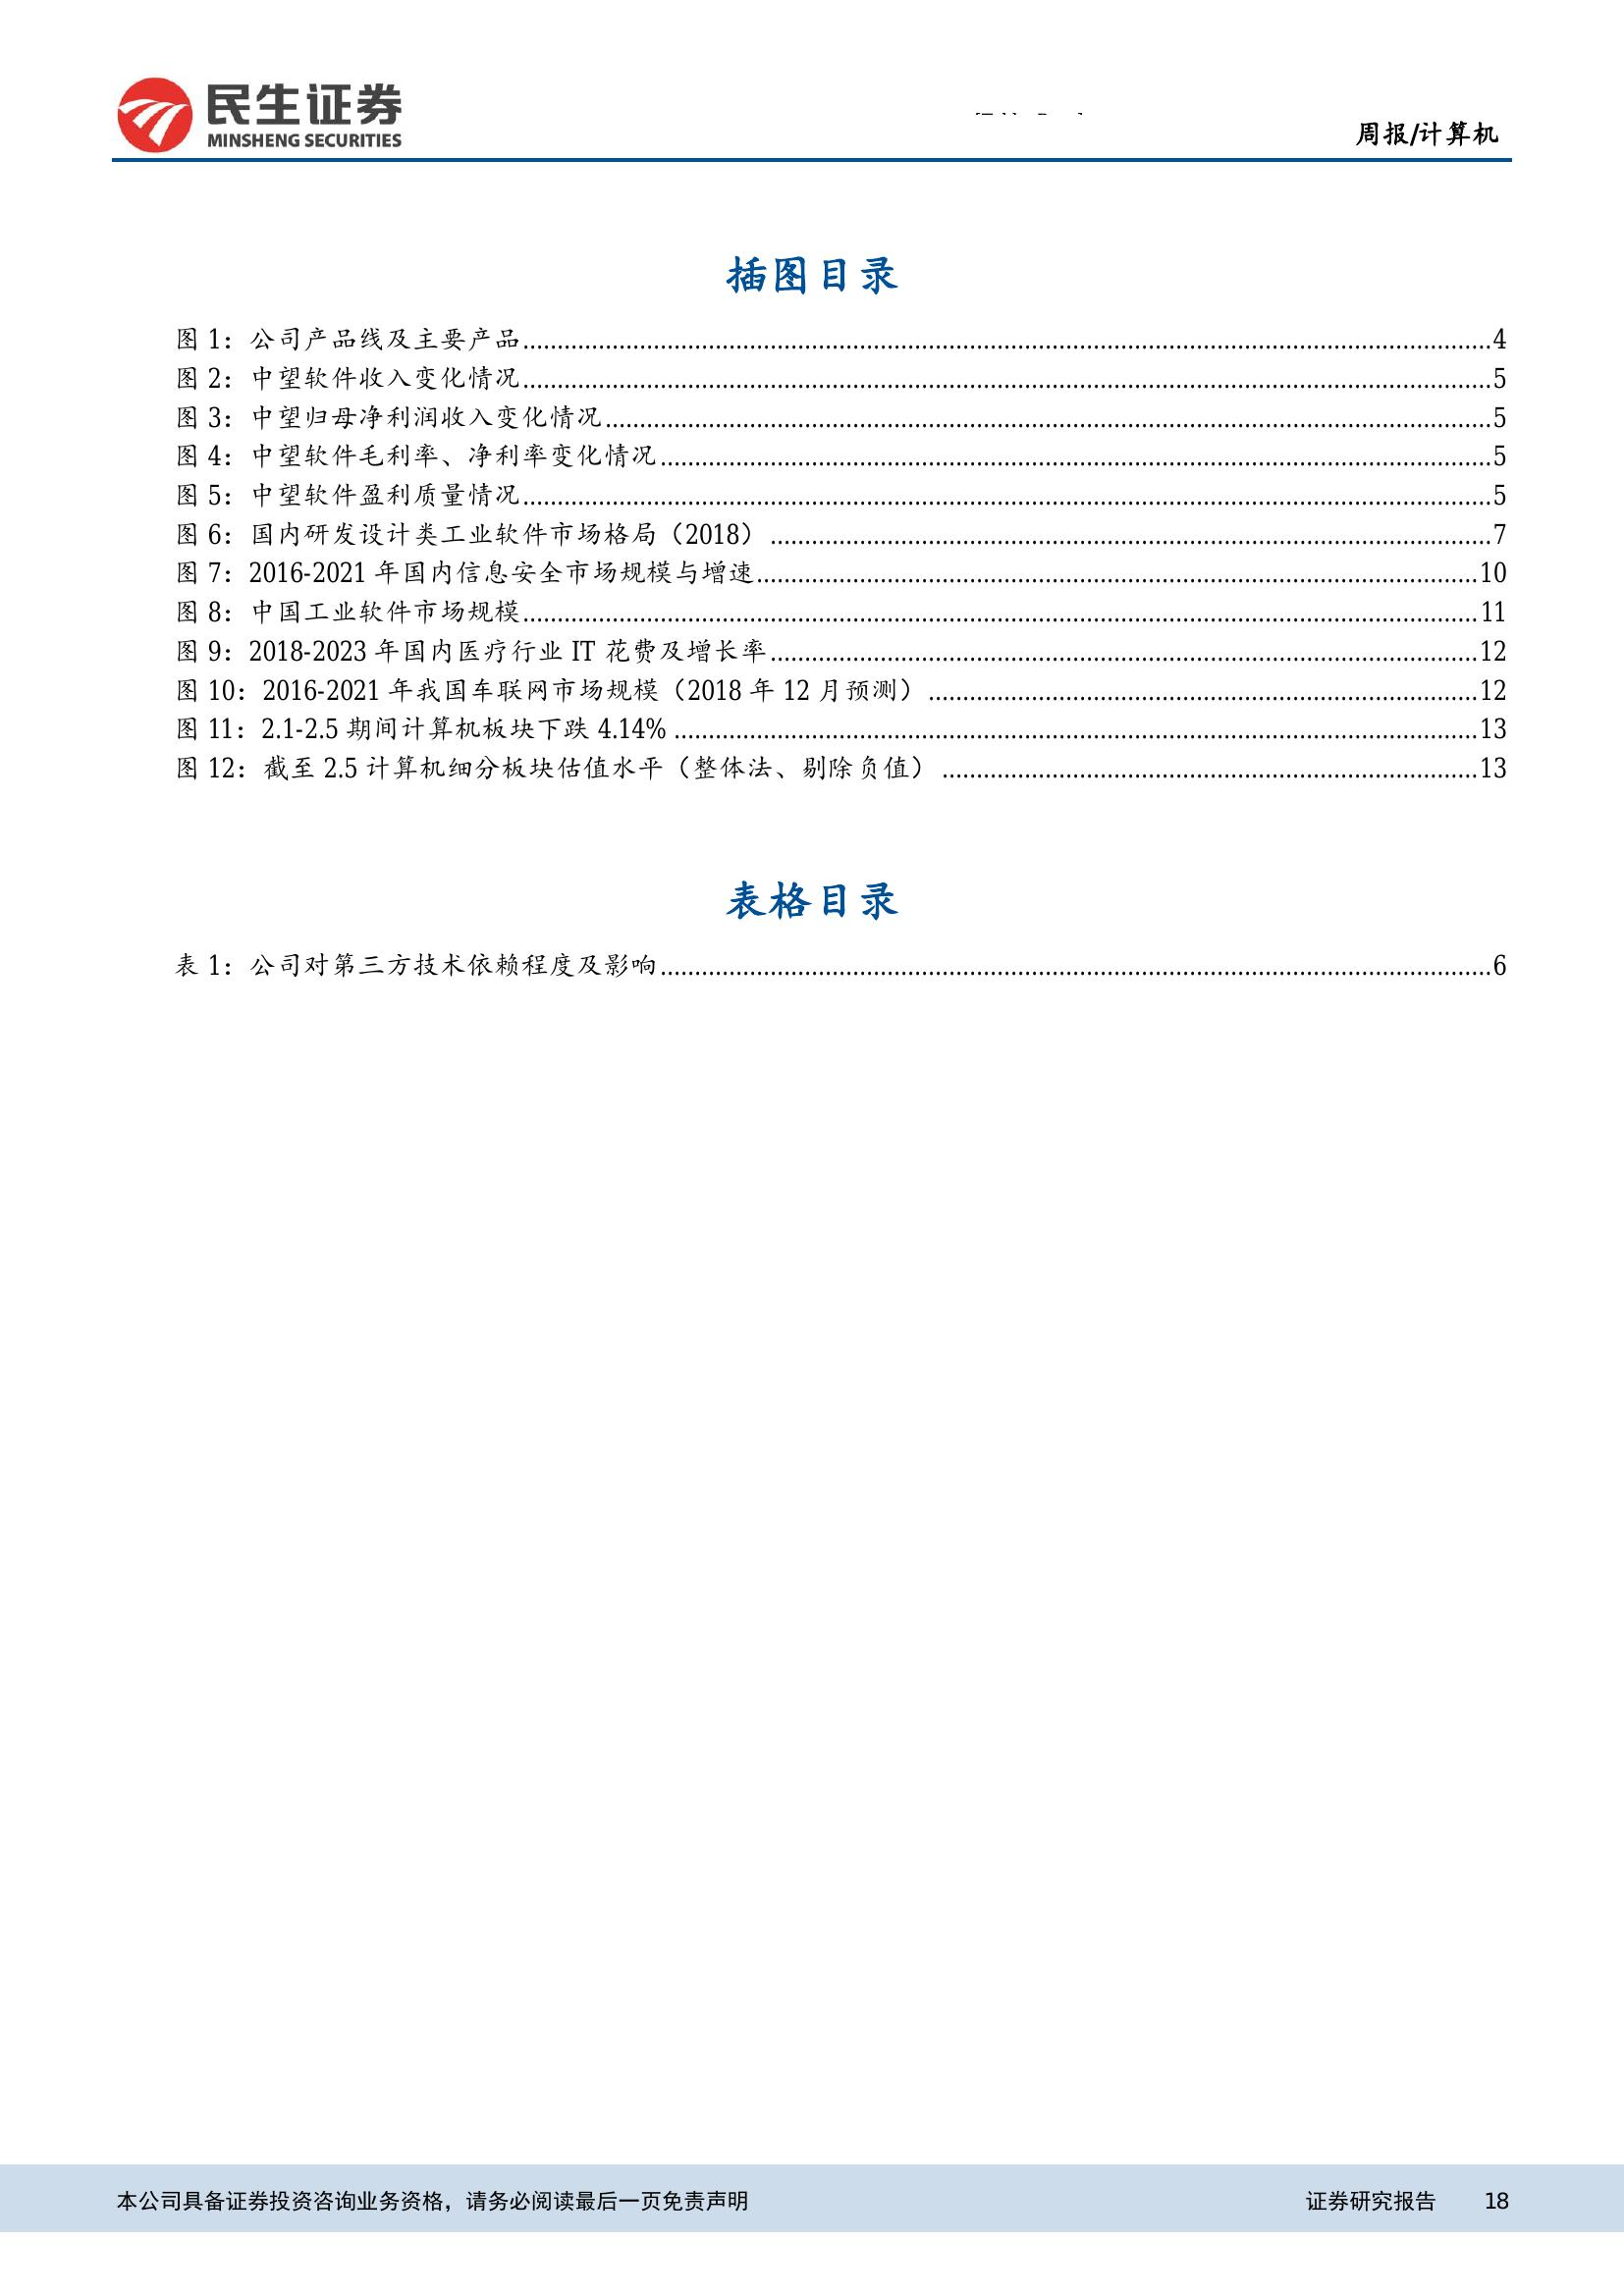 民生证券
MINSHENG SECURITIES
周报/计算机
插图目录
图 1：公司产品线及主要产品........................4
图 2：中望软件收入变化情况........................5
图 3：中望归母净利润收入变化情况........................5
图 4：中望软件毛利率、净利率变化情况........................5
图 5：中望软件盈利质量情况........................5
图 6：国内研发设计类工业软件市场格局（2018）........................7
图 7：2016-2021 年国内信息安全市场规模与增速........................10
图 8：中国工业软件市场规模........................11
图 9：2018-2023 年国内医疗行业 IT 花费及增长率........................12
图 10：2016-2021 年我国车联网市场规模（2018 年 12 月预测）........................12
图 11：2.1-2.5 期间计算机板块下跌 4.14%........................13
图 12：截至 2.5 计算机细分板块估值水平（整体法、剔除负值）........................13
表格目录
表 1：公司对第三方技术依赖程度及影响........................6
本公司具备证券投资咨询业务资格，请务必阅读最后一页免责声明 证券研究报告 18